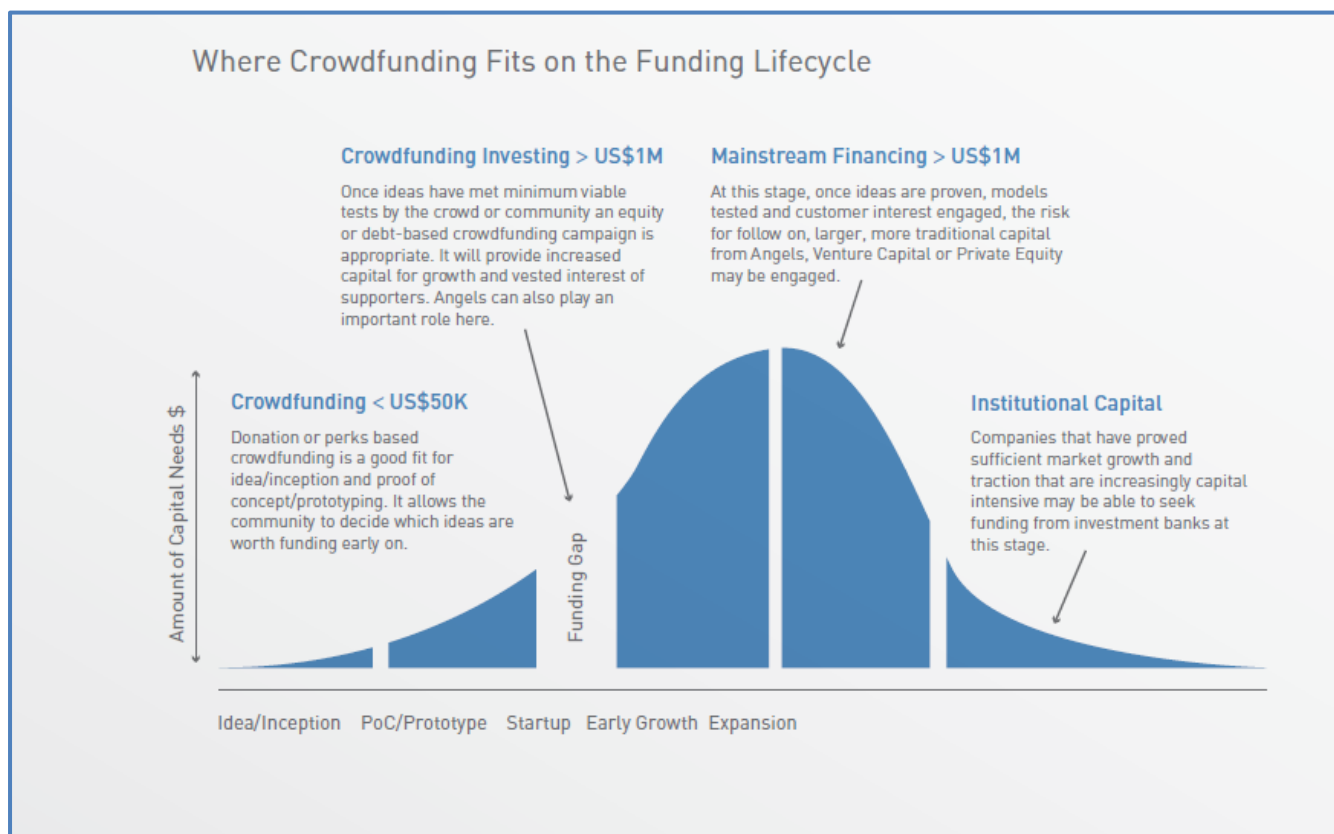 Where Crowdfunding Fits on the Funding Lifecycle
Crowdfunding Investing > US$1M
Once ideas have met minimum viable
tests by the crowd or community an equity
or debt-based crowdfunding campaign is
appropriate. It will provide increased
capital for growth and vested interest of
supporters. Angels can also play an
important role here.
Mainstream Financing > US$1M
At this stage, once ideas are proven, models
tested and customer interest engaged, the risk
for follow on, larger, more traditional capital
from Angels, Venture Capital or Private Equity
may be engaged.
Crowdfunding < US$50K
Donation or perks based
crowdfunding is a good fit for
idea/inception and proof of
concept/prototyping. It allows the
community to decide which ideas are
worth funding early on.
Institutional Capital
Companies that have proved
sufficient market growth and
traction that are increasingly capital
intensive may be able to seek
funding from investment banks at
this stage.
Amount of Capital Needs $
Funding Gap
Idea/Inception PoC/Prototype Startup Early Growth Expansion